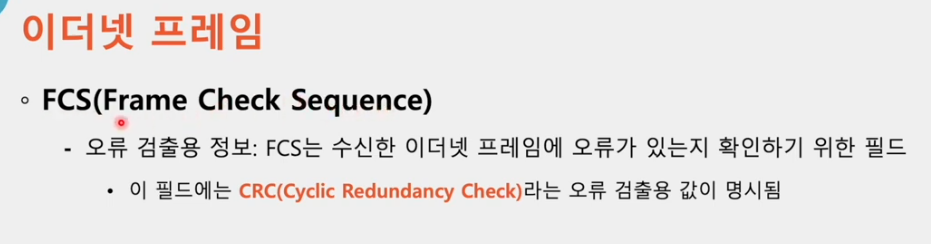 이더넷 프레임
◦ FCS(Frame Check Sequence)
- 오류 검출용 정보: FCS는 수신한 이더넷 프레임에 오류가 있는지 확인하기 위한 필드
• 이 필드에는 CRC(Cyclic Redundancy Check)라는 오류 검출용 값이 명시됨